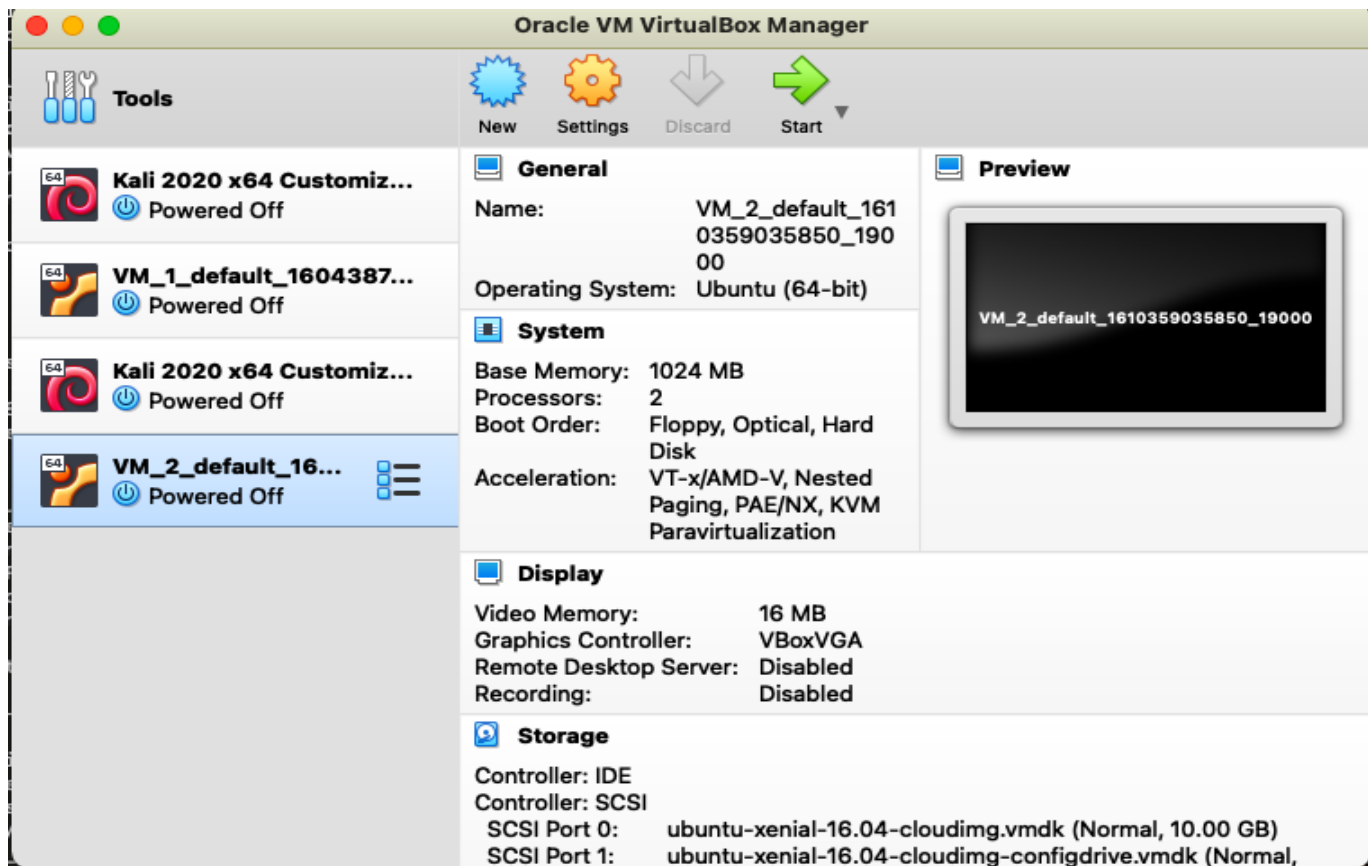 Oracle VM VirtualBox Manager
Tools
New
Settings
Discard
Start
64
Kali 2020 x64 Customiz...
Powered Off
64
VM_1_default_1604387...
Powered Off
64
Kali 2020 x64 Customiz...
Powered Off
64
VM_2_default_16...
Powered Off
General
Name: VM_2_default_161
0359035850_190
00
Operating System: Ubuntu (64-bit)
System
Base Memory: 1024 MB
Processors: 2
Boot Order: Floppy, Optical, Hard
Disk
Acceleration: VT-x/AMD-V, Nested
Paging, PAE/NX, KVM
Paravirtualization
Preview
VM_2_default_1610359035850_19000
Display
Video Memory: 16 MB
Graphics Controller: VBoxVGA
Remote Desktop Server: Disabled
Recording: Disabled
Storage
Controller: IDE
Controller: SCSI
SCSI Port 0: ubuntu-xenial-16.04-cloudimg.vmdk (Normal, 10.00 GB)
SCSI Port 1: ubuntu-xenial-16.04-cloudimg-configdrive.vmdk (Normal,